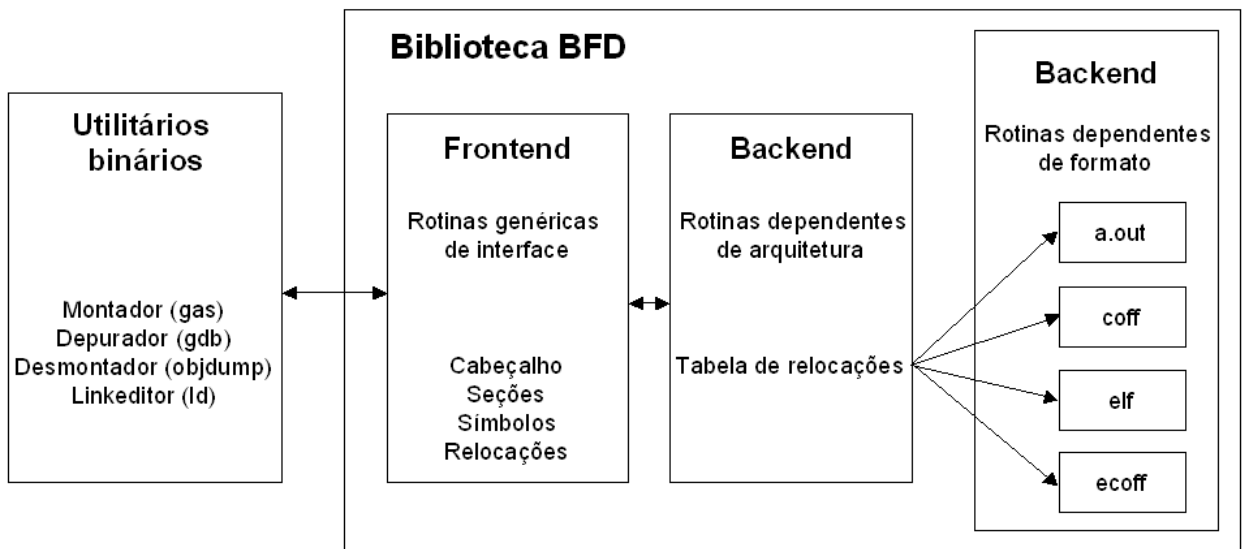 Biblioteca BFD
Utilitários
binários
Montador (gas)
Depurador (gdb)
Desmontador (objdump)
Linkeditor (ld)
Frontend
Rotinas genéricas
de interface
Cabeçalho
Seções
Símbolos
Relocações
Backend
Rotinas dependentes
de arquitetura
Tabela de relocações
Backend
Rotinas dependentes
de formato
a.out
coff
elf
ecoff